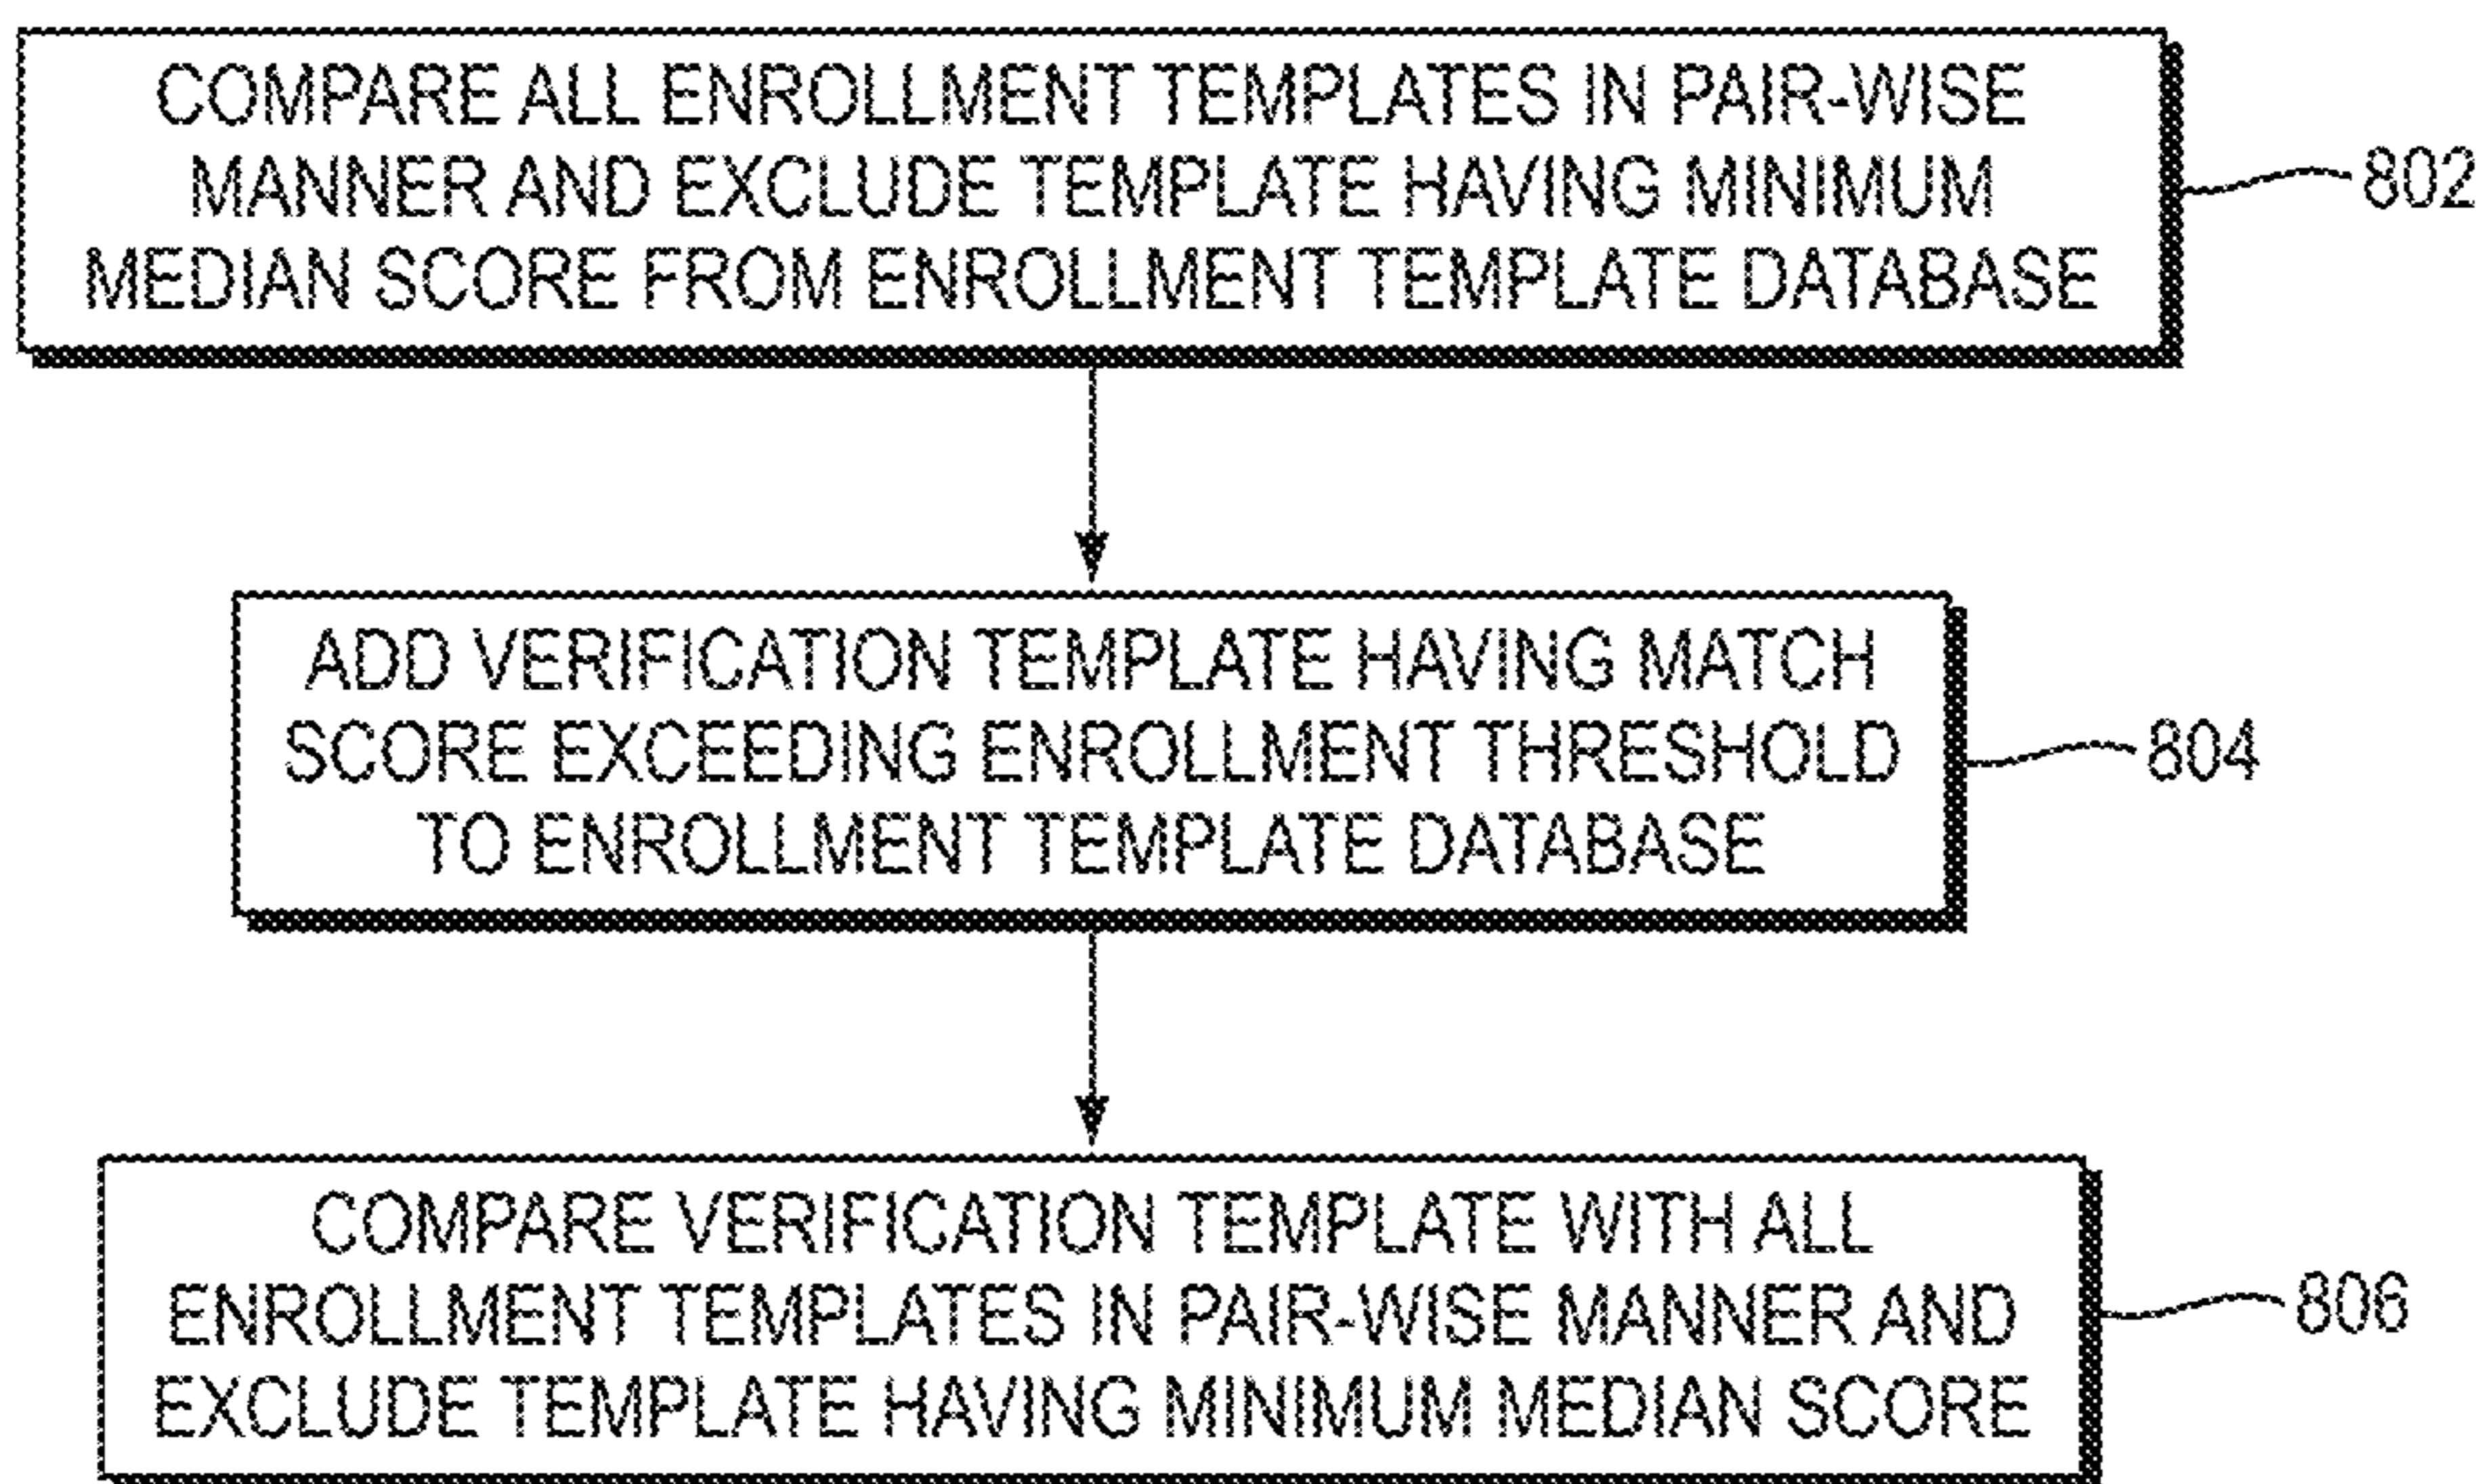 COMPARE ALL ENROLLMENT TEMPLATES IN PAIR-WISE
MANNER AND EXCLUDE TEMPLATE HAVING MINIMUM
MEDIAN SCORE FROM ENROLLMENT TEMPLATE DATABASE
802
ADD VERIFICATION TEMPLATE HAVING MATCH
SCORE EXCEEDING ENROLLMENT THRESHOLD
TO ENROLLMENT TEMPLATE DATABASE
804
COMPARE VERIFICATION TEMPLATE WITH ALL
ENROLLMENT TEMPLATES IN PAIR-WISE MANNER AND
EXCLUDE TEMPLATE HAVING MINIMUM MEDIAN SCORE
806